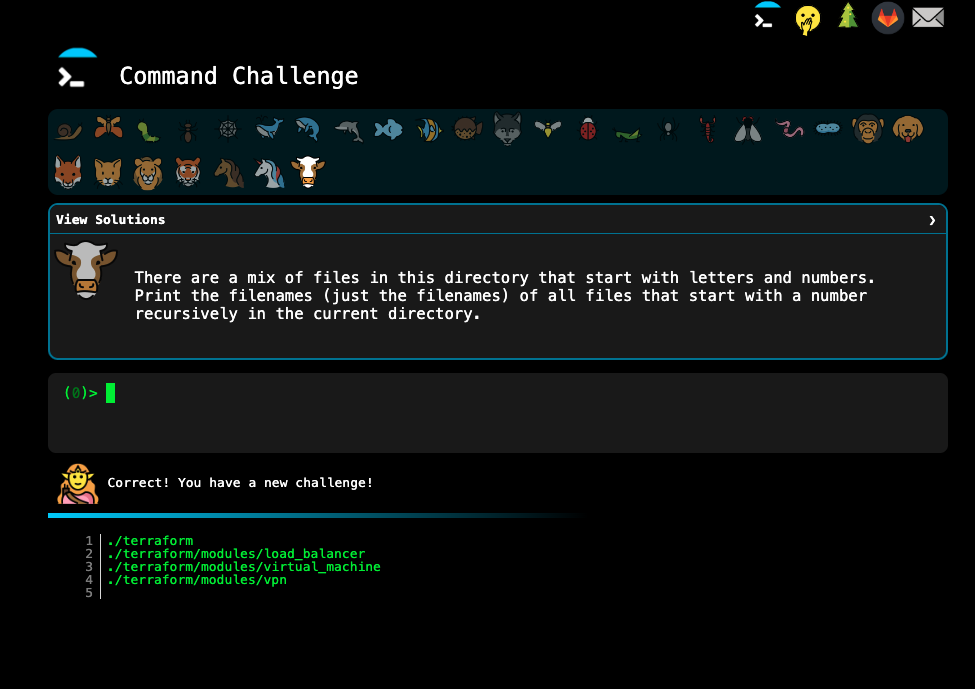 Command Challenge
View Solutions
There are a mix of files in this directory that start with letters and numbers.
Print the filenames (just the filenames) of all files that start with a number
recursively in the current directory.
(0)>
Correct! You have a new challenge!
1 ./terraform
2 ./terraform/modules/load_balancer
3 ./terraform/modules/virtual_machine
4 ./terraform/modules/vpn
5